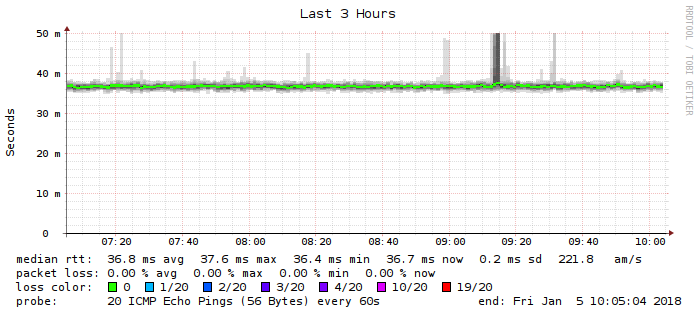 Last 3 Hours
RRDTOOL / TOBI OETIKER
Seconds
50 m
40 m
30 m
20 m
10 m
0
07:20 07:40 08:00 08:20 08:40 09:00 09:20 09:40 10:00
median rtt: 36.8 ms avg 37.6 ms max 36.4 ms min 36.7 ms now 0.2 ms sd 221.8 am/s
packet loss: 0.00 % avg 0.00 % max 0.00 % min 0.00 % now
loss color: 0 1/20 2/20 3/20 4/20 10/20 19/20
probe: 20 ICMP Echo Pings (56 Bytes) every 60s end: Fri Jan 5 10:05:04 2018